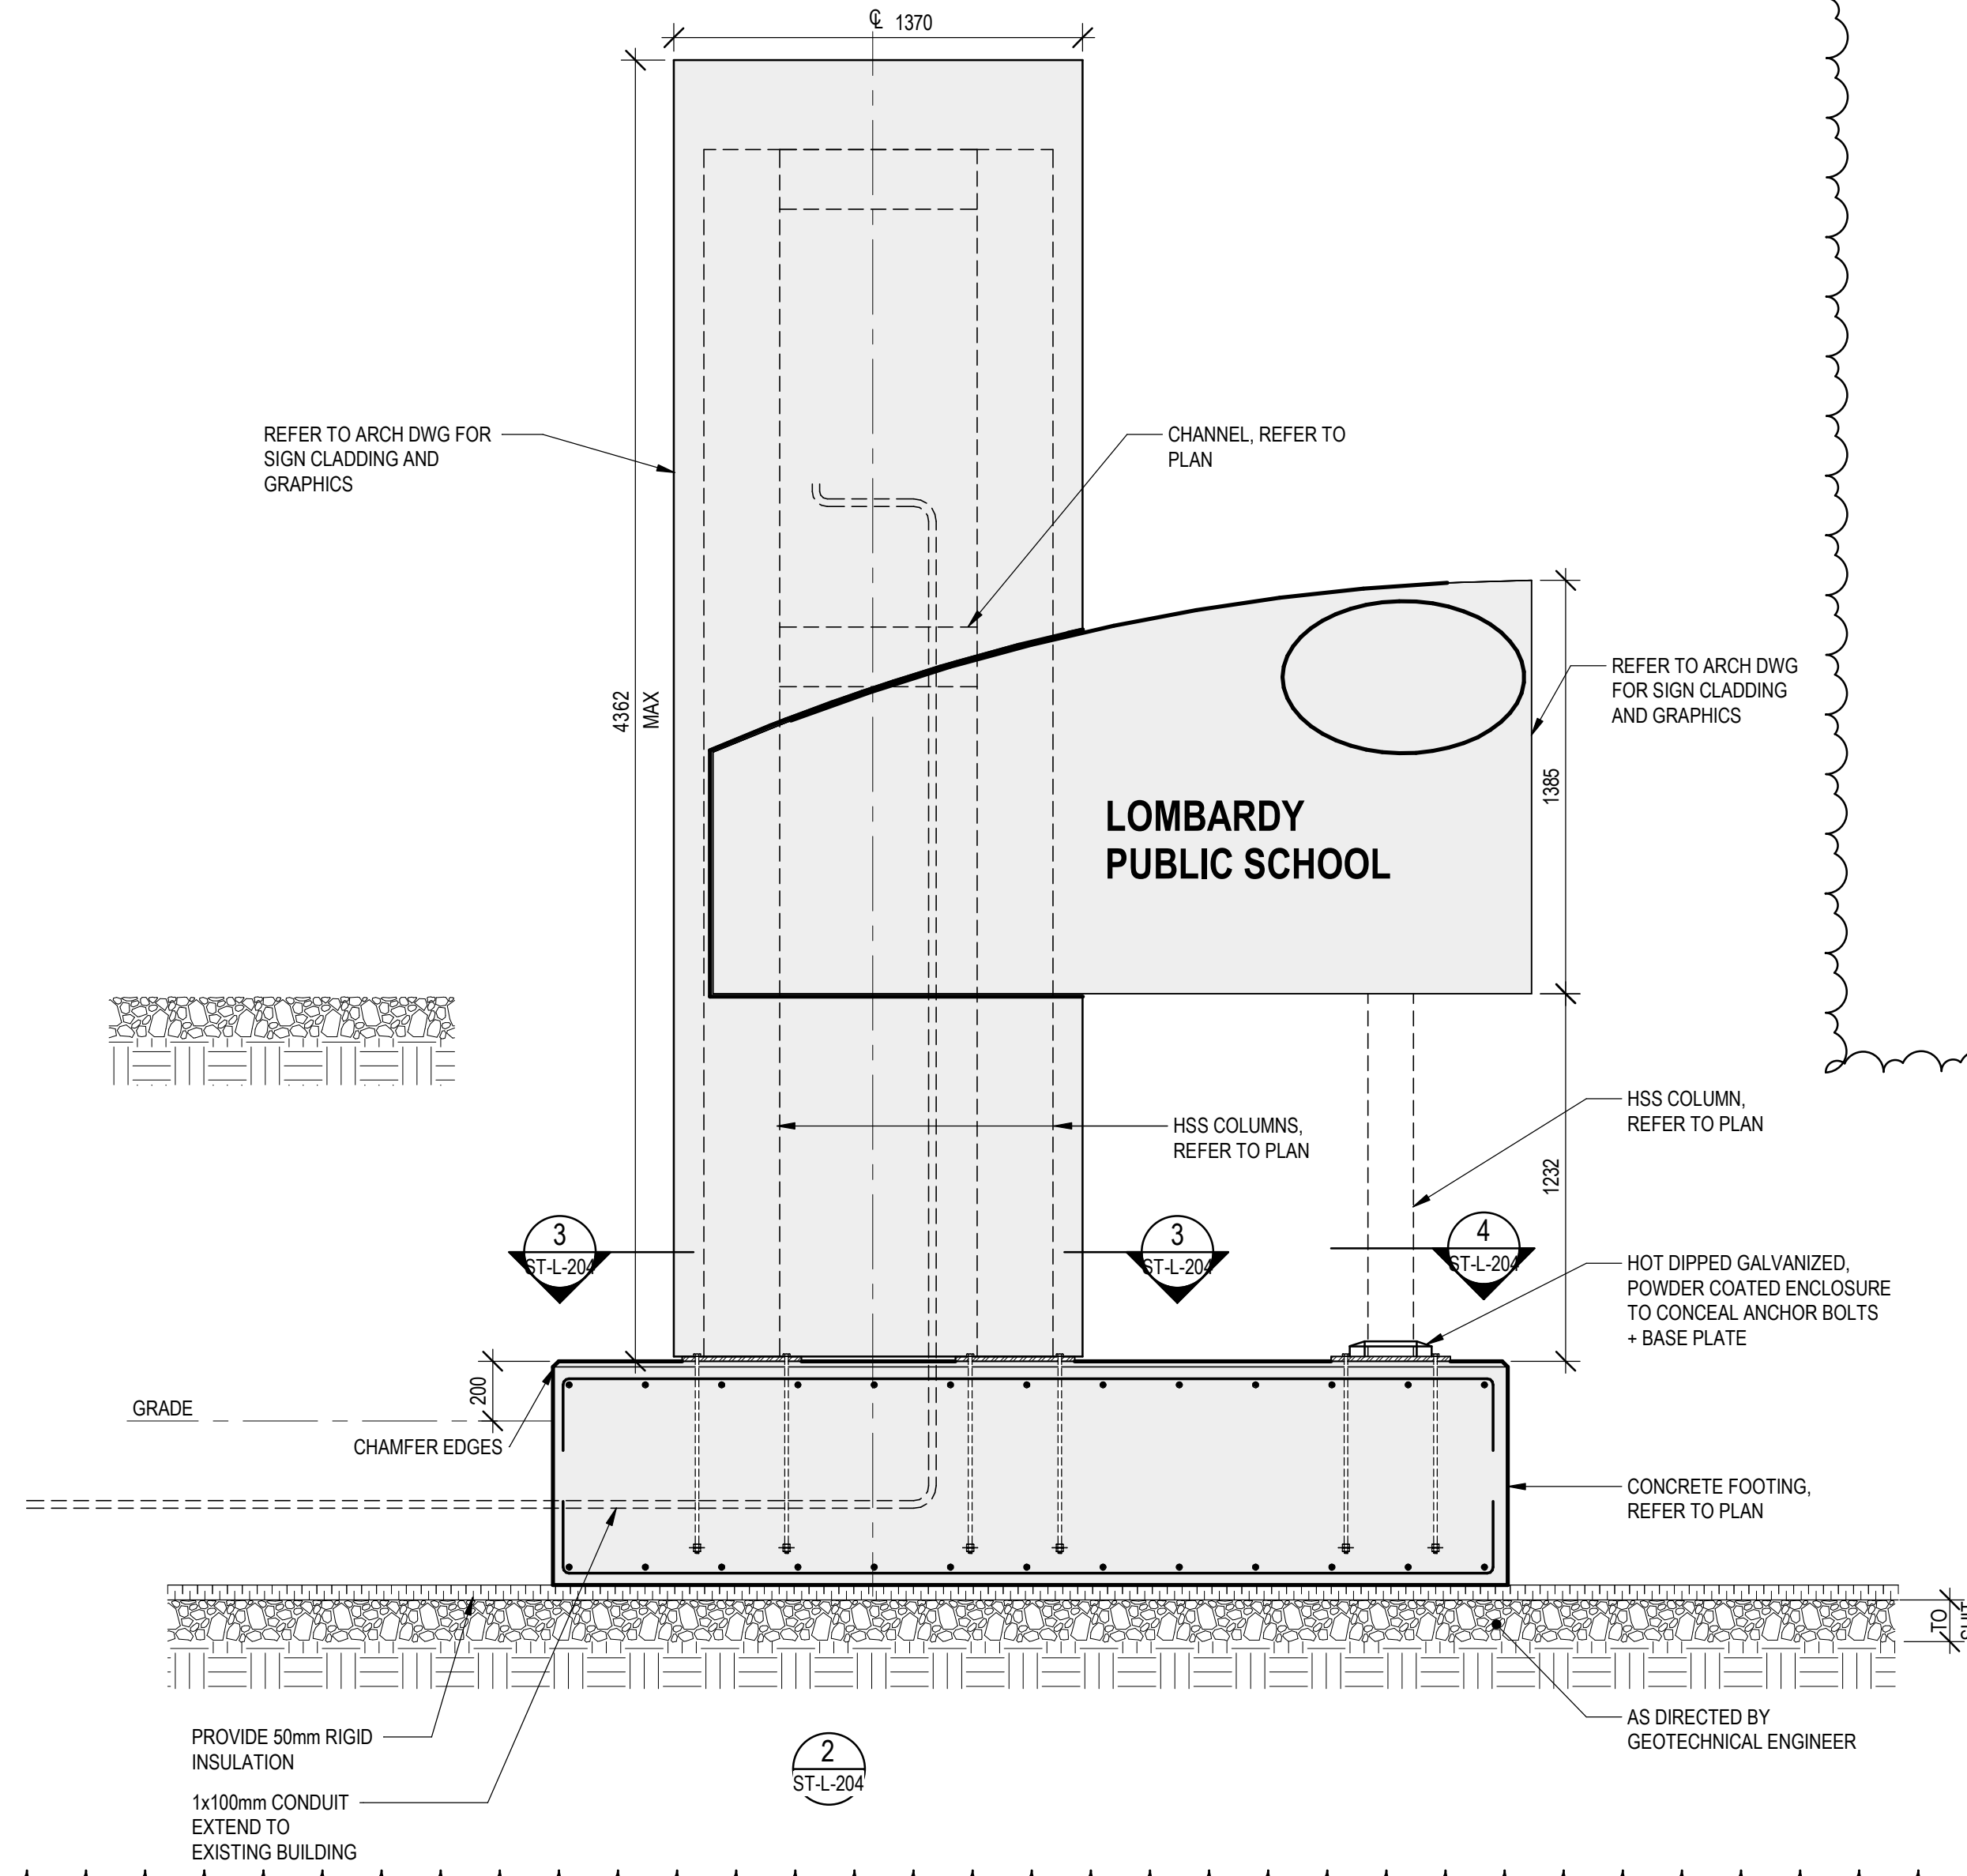 ℄ 1370
REFER TO ARCH DWG FOR
SIGN CLADDING AND
GRAPHICS
CHANNEL, REFER TO
PLAN
4362
MAX
REFER TO ARCH DWG
FOR SIGN CLADDING
AND GRAPHICS
1385
LOMBARDY
PUBLIC SCHOOL
HSS COLUMNS,
REFER TO PLAN
HSS COLUMN,
REFER TO PLAN
1232
3
ST-L-204
3
ST-L-204
4
ST-L-204
HOT DIPPED GALVANIZED,
POWDER COATED ENCLOSURE
TO CONCEAL ANCHOR BOLTS
+ BASE PLATE
200
GRADE
CHAMFER EDGES
CONCRETE FOOTING,
REFER TO PLAN
TO
SUIT
PROVIDE 50mm RIGID
INSULATION
1x100mm CONDUIT
EXTEND TO
EXISTING BUILDING
2
ST-L-204
AS DIRECTED BY
GEOTECHNICAL ENGINEER